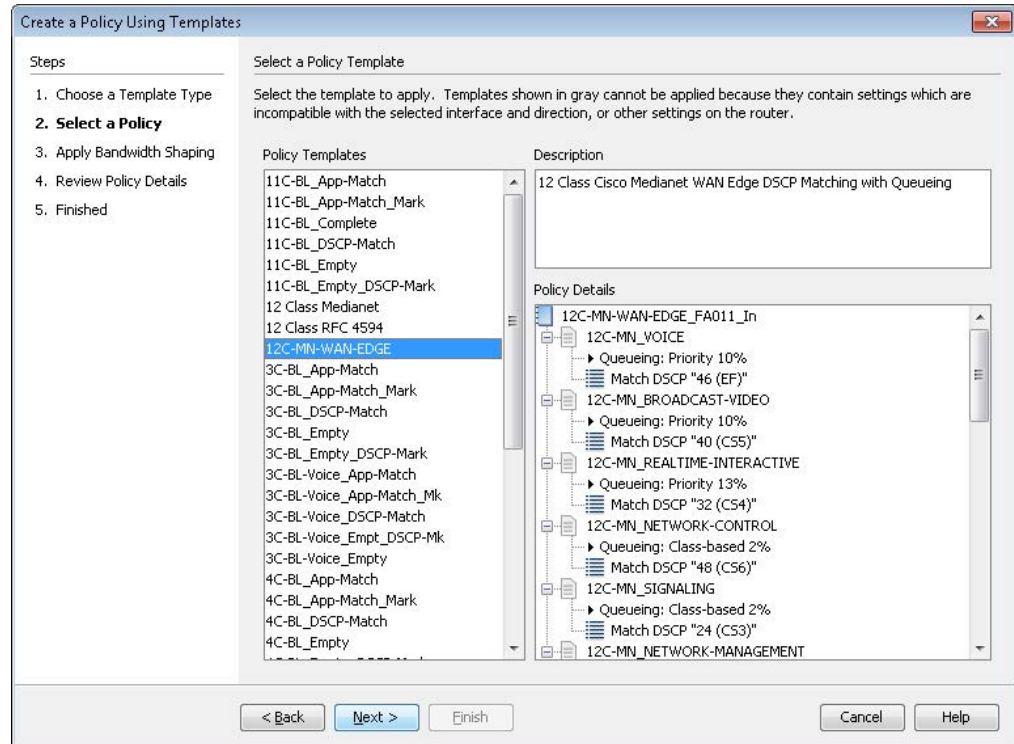 Create a Policy Using Templates
Steps
1. Choose a Template Type
2. Select a Policy
3. Apply Bandwidth Shaping
4. Review Policy Details
5. Finished
Select a Policy Template
Select the template to apply. Templates shown in gray cannot be applied because they contain settings which are
incompatible with the selected interface and direction, or other settings on the router.
Policy Templates
11C-BL_App-Match
11C-BL_App-Match_Mark
11C-BL_Complete
11C-BL_DSCP-Match
11C-BL_Empty
11C-BL_Empty_DSCP-Mark
12 Class Medianet
12 Class RFC 4594
12C-MN-WAN-EDGE
3C-BL_App-Match
3C-BL_App-Match_Mark
3C-BL_DSCP-Match
3C-BL_Empty
3C-BL_Empty_DSCP-Mark
3C-BL-Voice_App-Match
3C-BL-Voice_App-Match_Mk
3C-BL-Voice_DSCP-Match
3C-BL-Voice_Empt_DSCP-Mk
3C-BL-Voice_Empty
4C-BL_App-Match
4C-BL_App-Match_Mark
4C-BL_DSCP-Match
4C-BL_Empty
Description
12 Class Cisco Medianet WAN Edge DSCP Matching with Queueing
Policy Details
12C-MN-WAN-EDGE_FA011_In
12C-MN_VOICE
Queueing: Priority 10%
Match DSCP "46 (EF)"
12C-MN_BROADCAST-VIDEO
Queueing: Priority 10%
Match DSCP "40 (CS5)"
12C-MN_REALTIME-INTERACTIVE
Queueing: Priority 13%
Match DSCP "32 (CS4)"
12C-MN_NETWORK-CONTROL
Queueing: Class-based 2%
Match DSCP "48 (CS6)"
12C-MN_SIGNALING
Queueing: Class-based 2%
Match DSCP "24 (CS3)"
12C-MN_NETWORK-MANAGEMENT
< Back
Next >
Finish
Cancel
Help